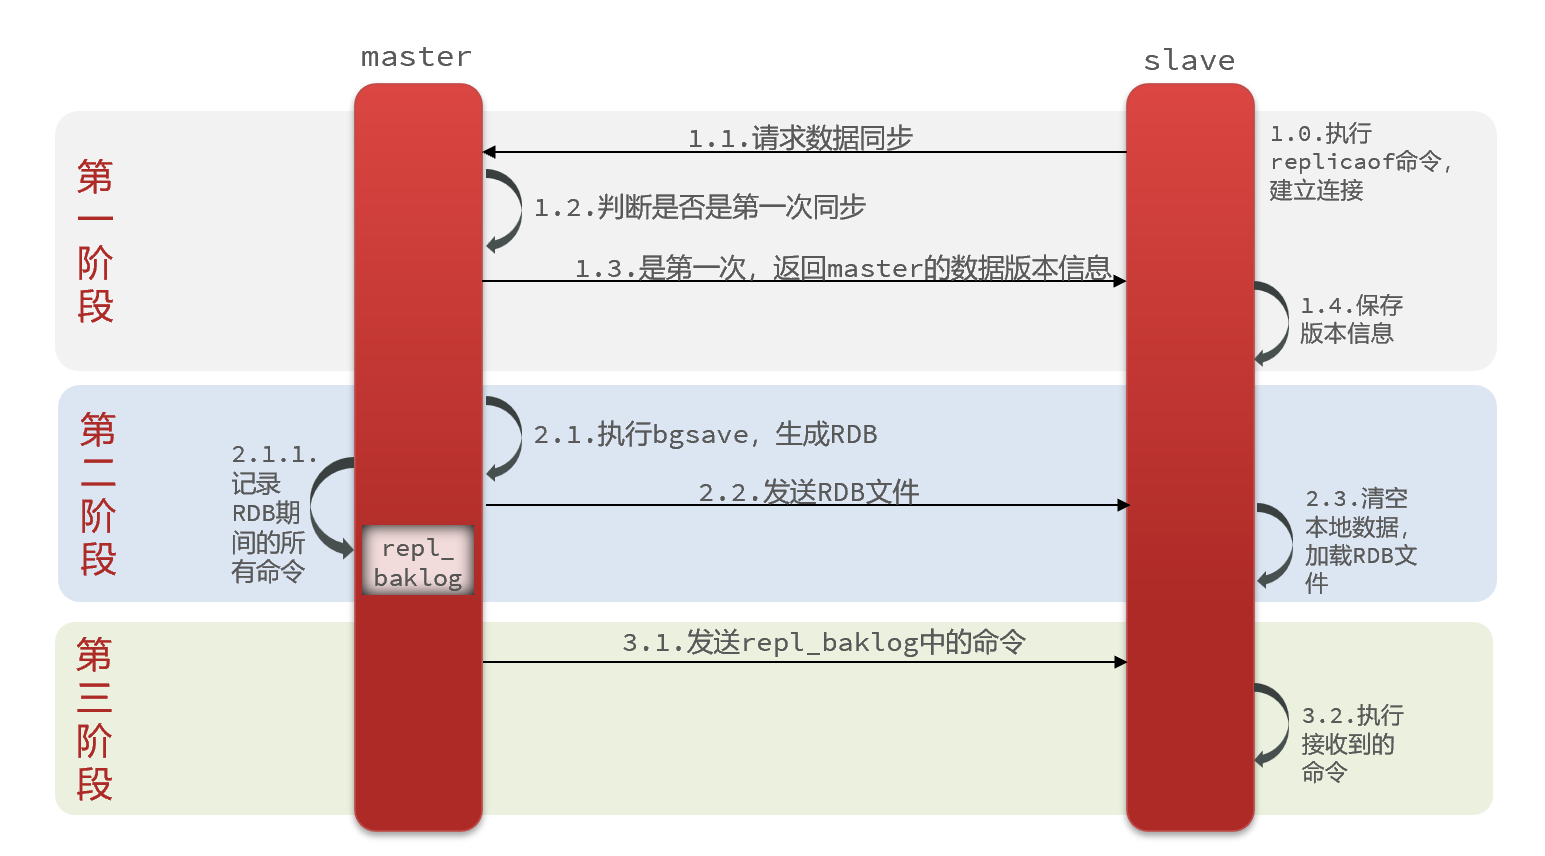 master
slave
第
一
阶
段
1.1.请求数据同步
1.0.执行
replicaof命令，
建立连接
1.2.判断是否是第一次同步
1.3.是第一次，返回master的数据版本信息
1.4.保存
版本信息
第
二
阶
段
2.1.执行bgsave，生成RDB
2.1.1.
记录
RDB期
间的所
有命令
2.2.发送RDB文件
repl_
baklog
2.3.清空
本地数据，
加载RDB文
件
第
三
阶
段
3.1.发送repl_baklog中的命令
3.2.执行
接收到的
命令